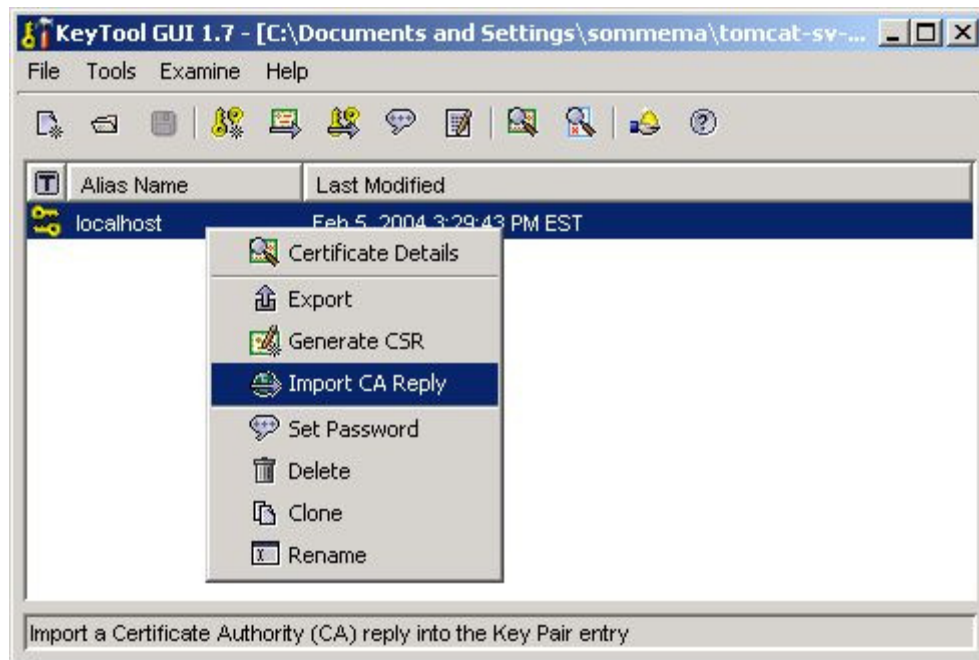 KeyTool GUI 1.7 - [C:\Documents and Settings\sommema\tomcat-sv-...
File Tools Examine Help
T Alias Name Last Modified
localhost Feb 5, 2004 3:29:43 PM EST
Certificate Details
Export
Generate CSR
Import CA Reply
Set Password
Delete
Clone
Rename
Import a Certificate Authority (CA) reply into the Key Pair entry